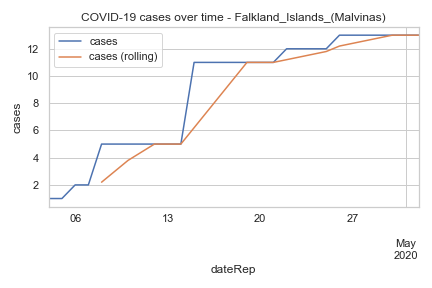 COVID-19 cases over time - Falkland_Islands_(Malvinas)
cases
cases (rolling)
cases
12
10
8
6
4
2
06
13
20
27
May
2020
dateRep